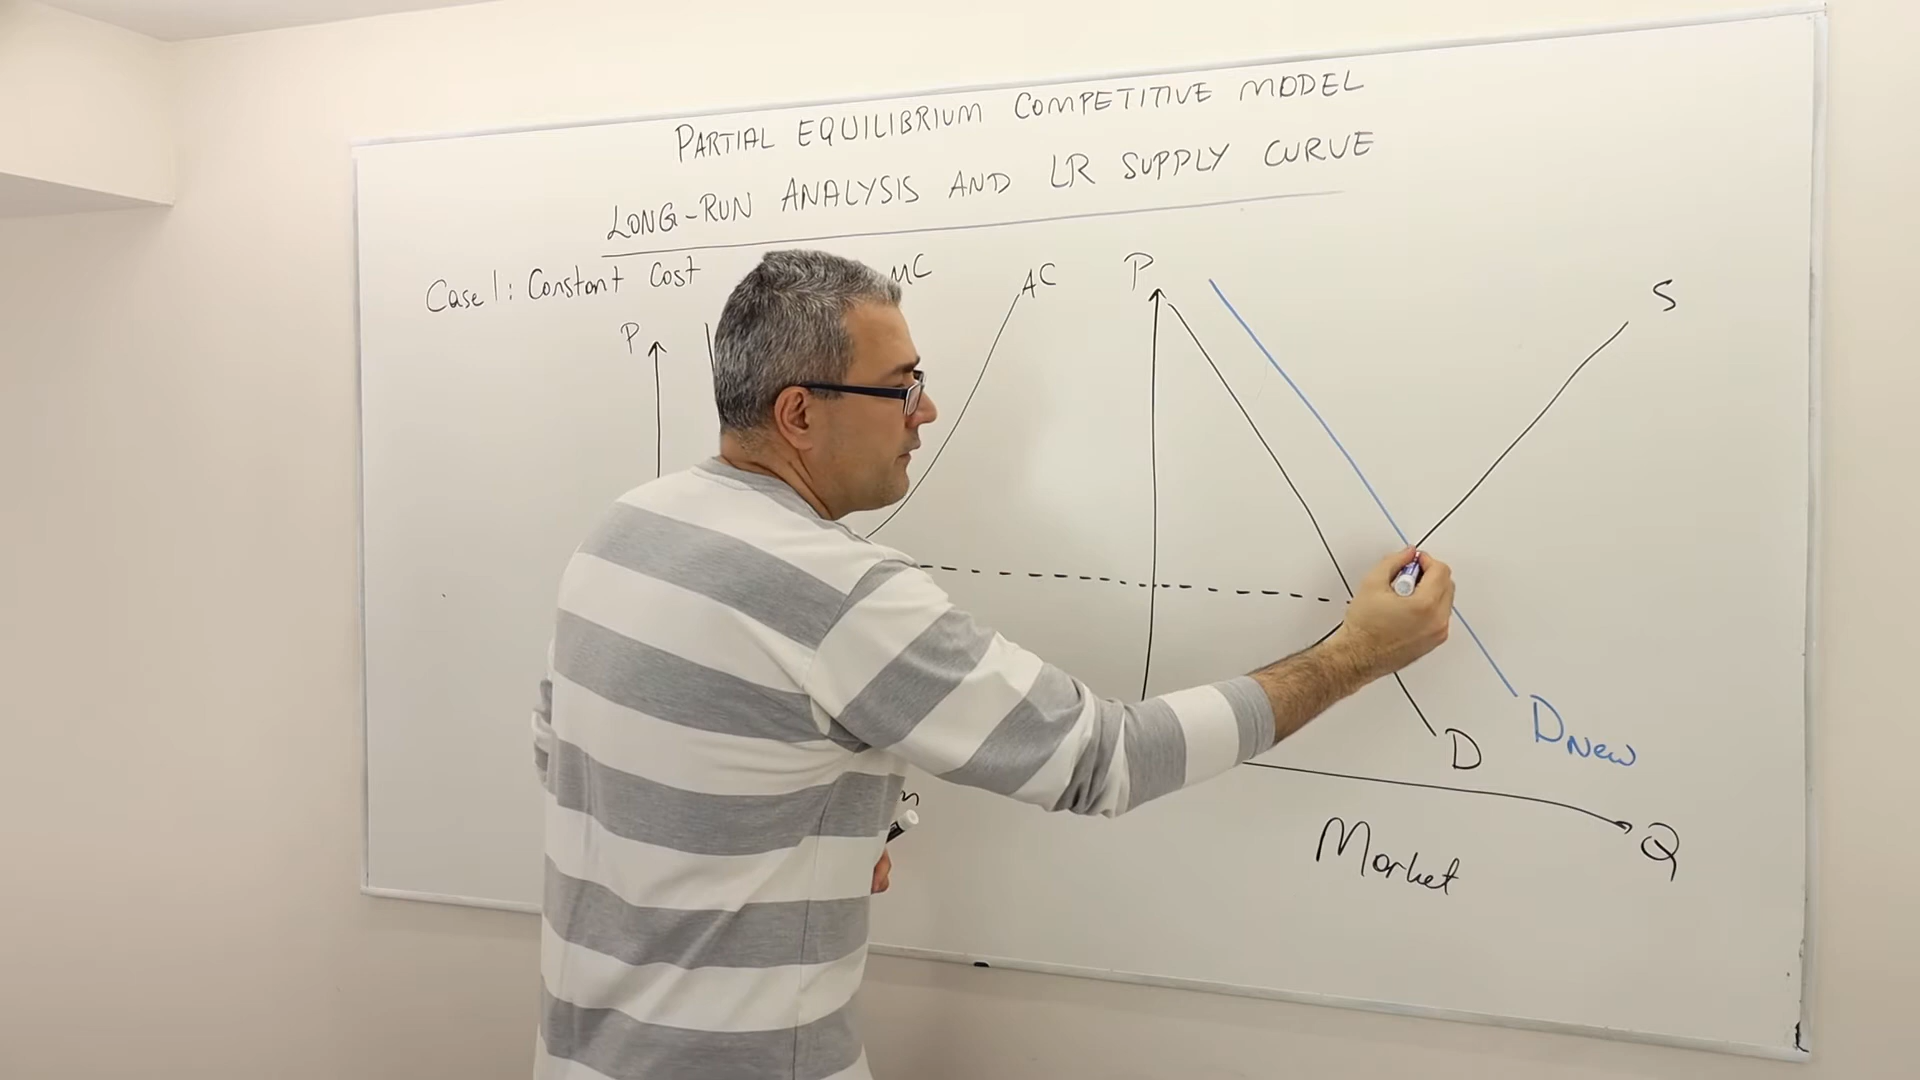 PARTIAL EQUILIBRIUM COMPETITIVE MODEL
LONG-RUN ANALYSIS AND LR SUPPLY CURVE
Case 1: Constant Cost
P
MC
AC
P
S
D
DNew
Q
Market